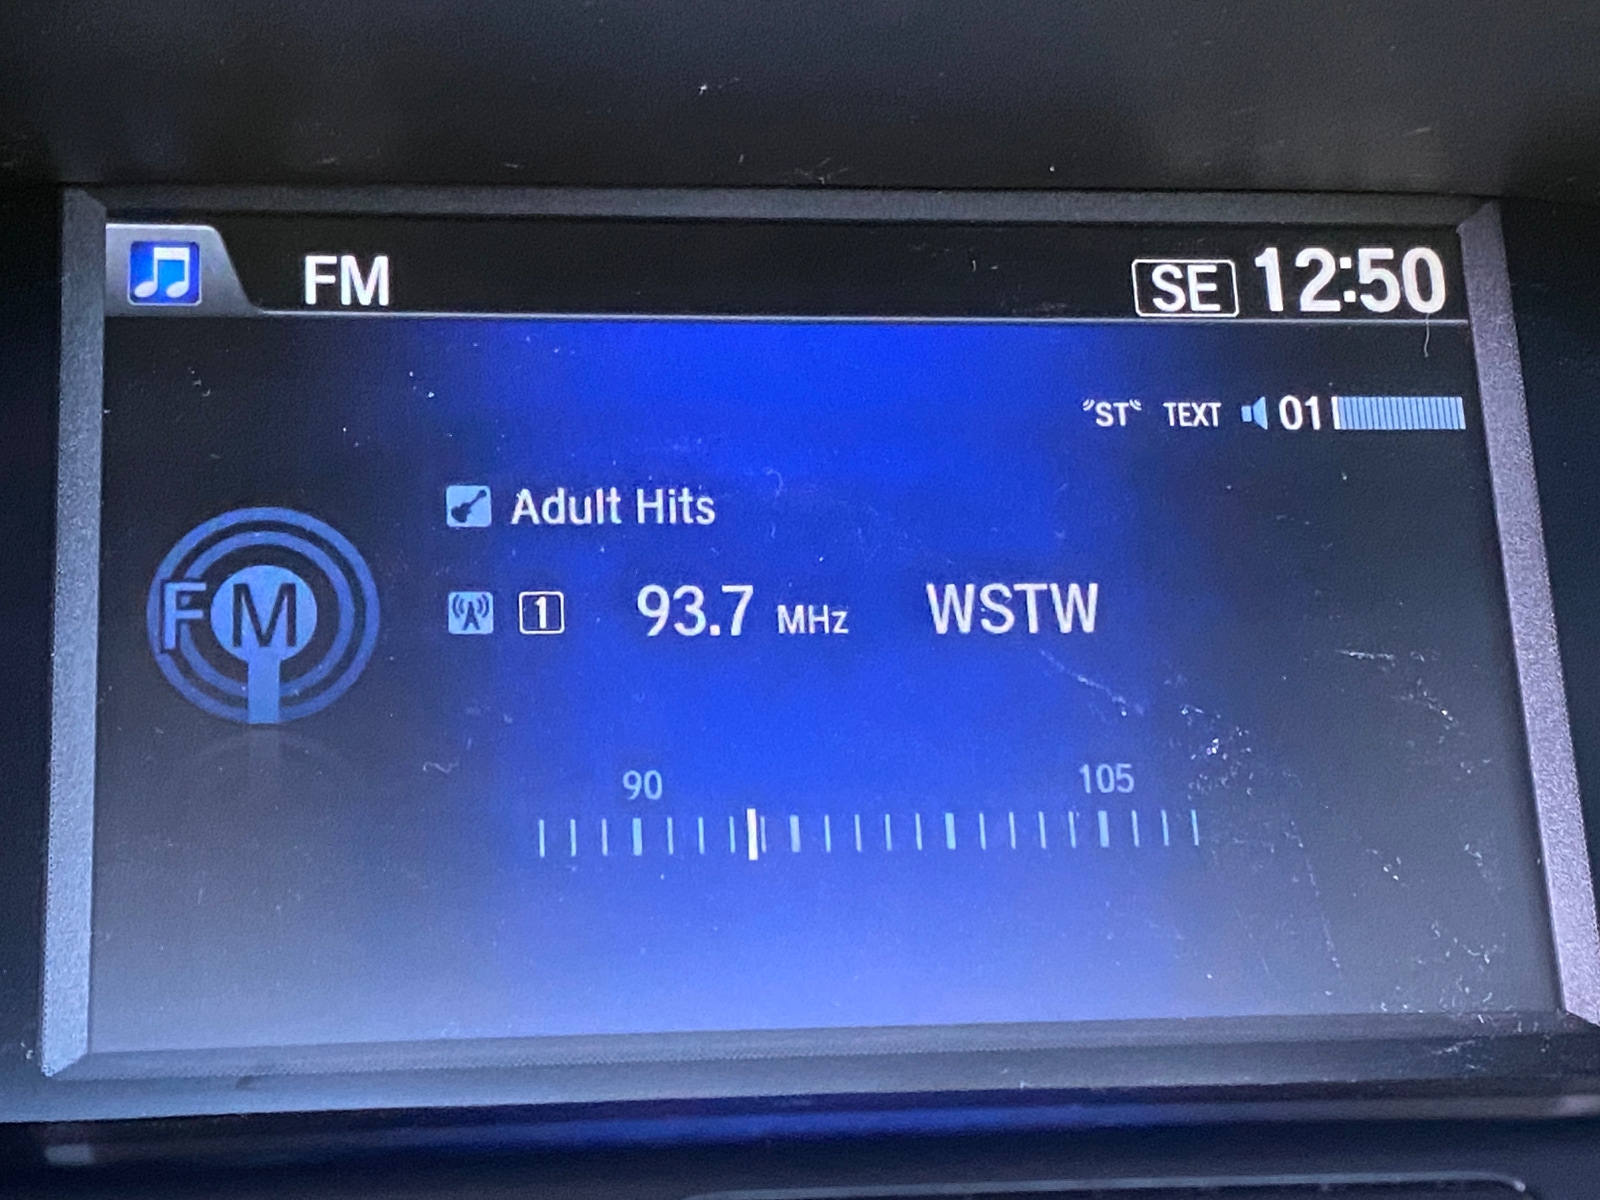 FM SE 12:50
ST TEXT 01
Adult Hits
FM 1 93.7 MHz WSTW
90 105